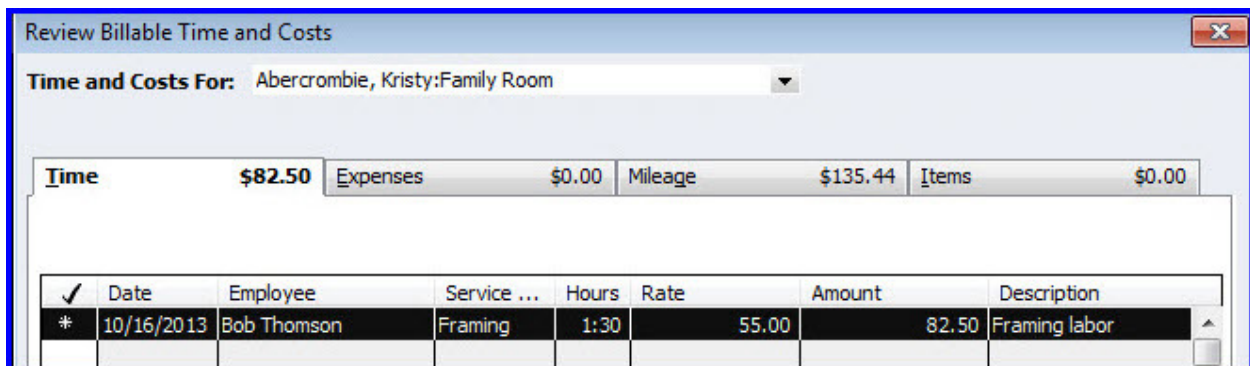 Review Billable Time and Costs
Time and Costs For: Abercrombie, Kristy:Family Room
Time $82.50 Expenses $0.00 Mileage $135.44 Items $0.00
✓ Date Employee Service ... Hours Rate Amount Description
* 10/16/2013 Bob Thomson Framing 1:30 55.00 82.50 Framing labor